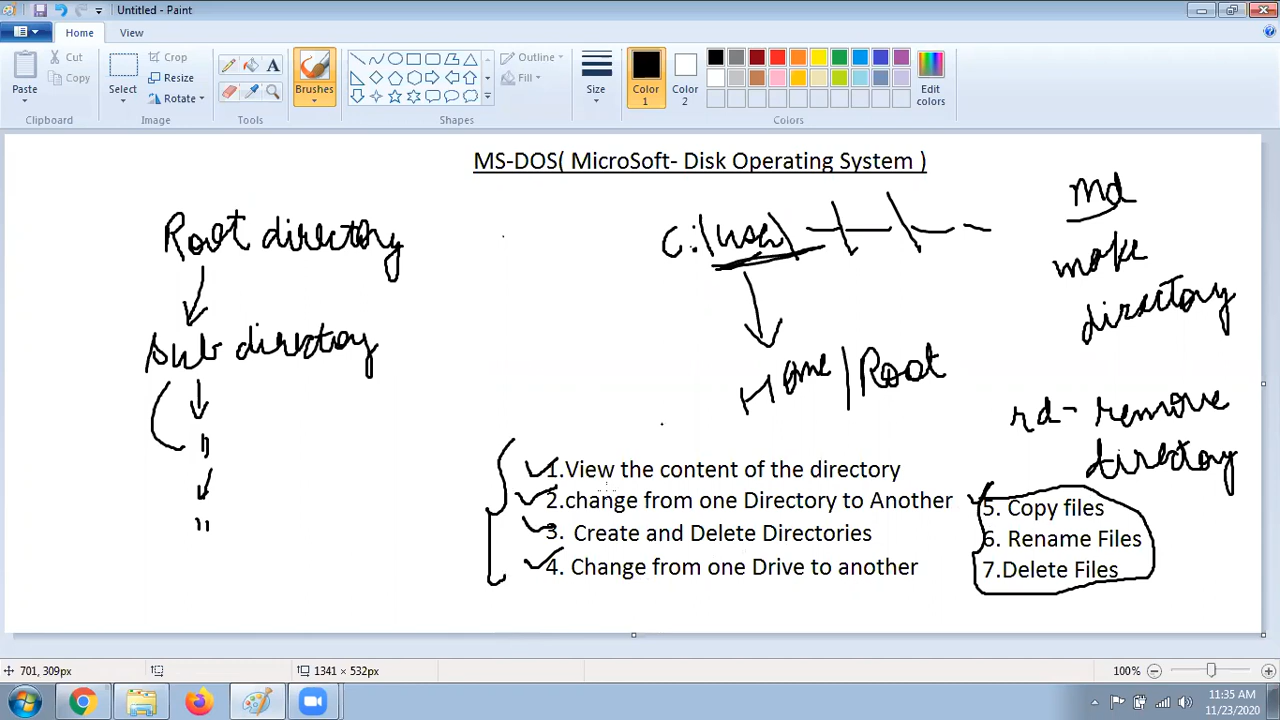 Untitled - Paint
Home
View
Paste
Cut
Copy
Clipboard
Select
Crop
Resize
Rotate
Image
A
Tools
Brushes
Outline
Fill
Shapes
Size
Color 1
Color 2
Edit colors
Colors
MS-DOS( MicroSoft- Disk Operating System )
Root directory
Sub directory
"
"
C:\User\
Home/Root
md
make
directory
rd- remove
directory
1.View the content of the directory
2.change from one Directory to Another
3. Create and Delete Directories
4. Change from one Drive to another
5. Copy files
6. Rename Files
7.Delete Files
701, 309px
1341 × 532px
100%
11:35 AM
11/23/2020